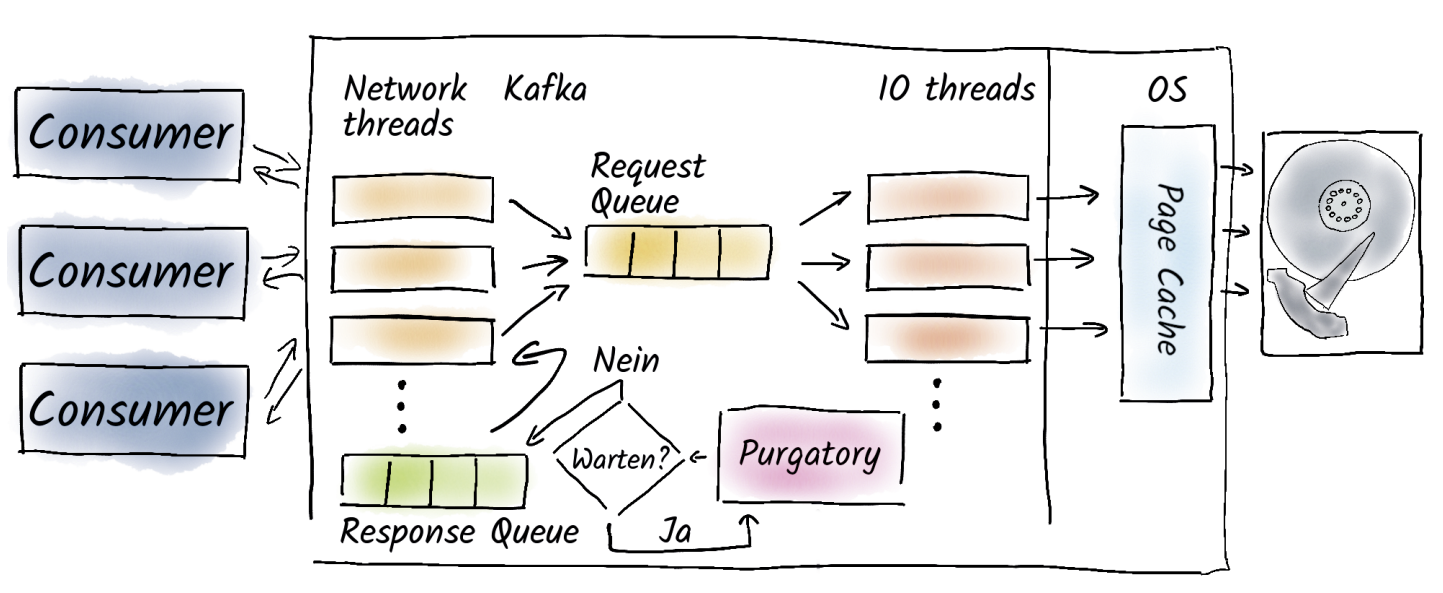 Network
threads
Kafka
IO threads
OS
Consumer
Consumer
Consumer
Request
Queue
Page Cache
Nein
Warten?
Purgatory
Response Queue
Ja